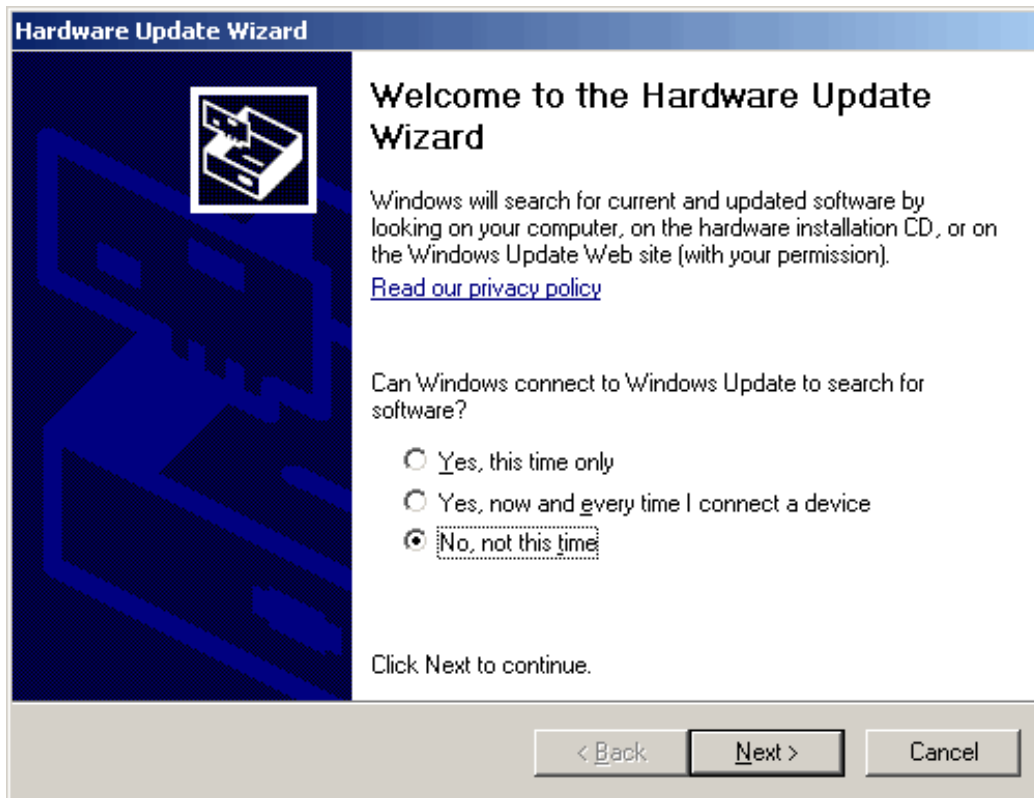 Hardware Update Wizard
Welcome to the Hardware Update
Wizard
Windows will search for current and updated software by
looking on your computer, on the hardware installation CD, or on
the Windows Update Web site (with your permission).
Read our privacy policy
Can Windows connect to Windows Update to search for
software?
Yes, this time only
Yes, now and every time I connect a device
No, not this time
Click Next to continue.
< Back
Next >
Cancel